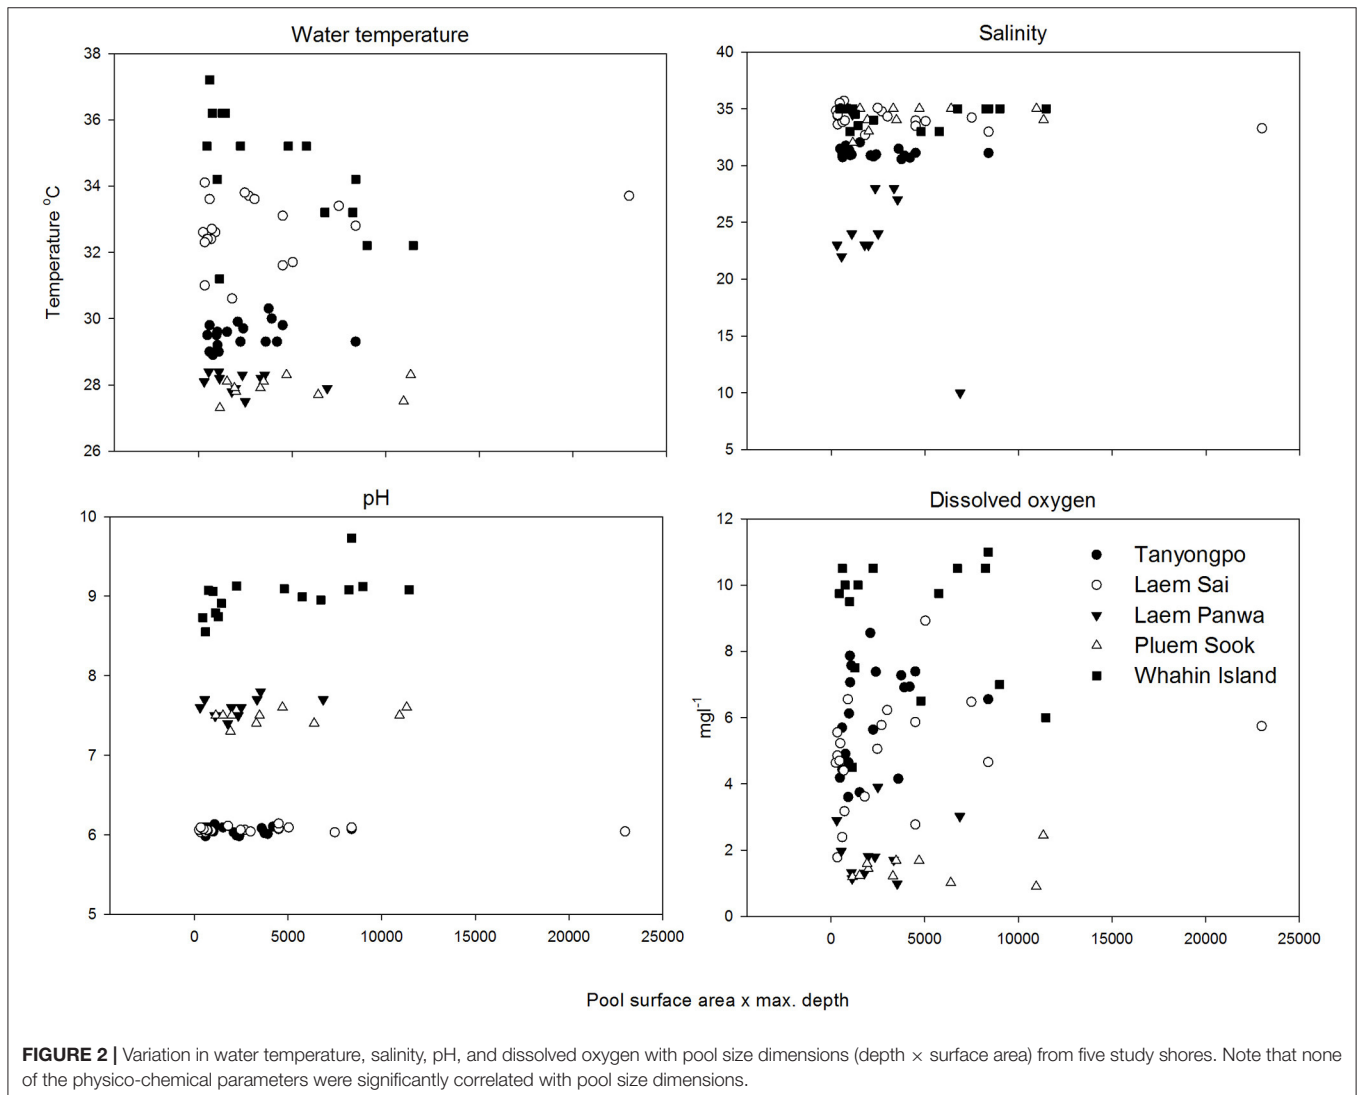 Water temperature
38
36
34
32
30
28
26
Temperature °C
Salinity
40
35
30
25
20
15
10
5
pH
10
9
8
7
6
5
0 5000 10000 15000 20000 25000
Dissolved oxygen
12
10
8
6
4
2
0
mgl⁻¹
Tanyongpo
Laem Sai
Laem Panwa
Pluem Sook
Whahin Island
0 5000 10000 15000 20000 25000
Pool surface area x max. depth
FIGURE 2 | Variation in water temperature, salinity, pH, and dissolved oxygen with pool size dimensions (depth × surface area) from five study shores. Note that none
of the physico-chemical parameters were significantly correlated with pool size dimensions.